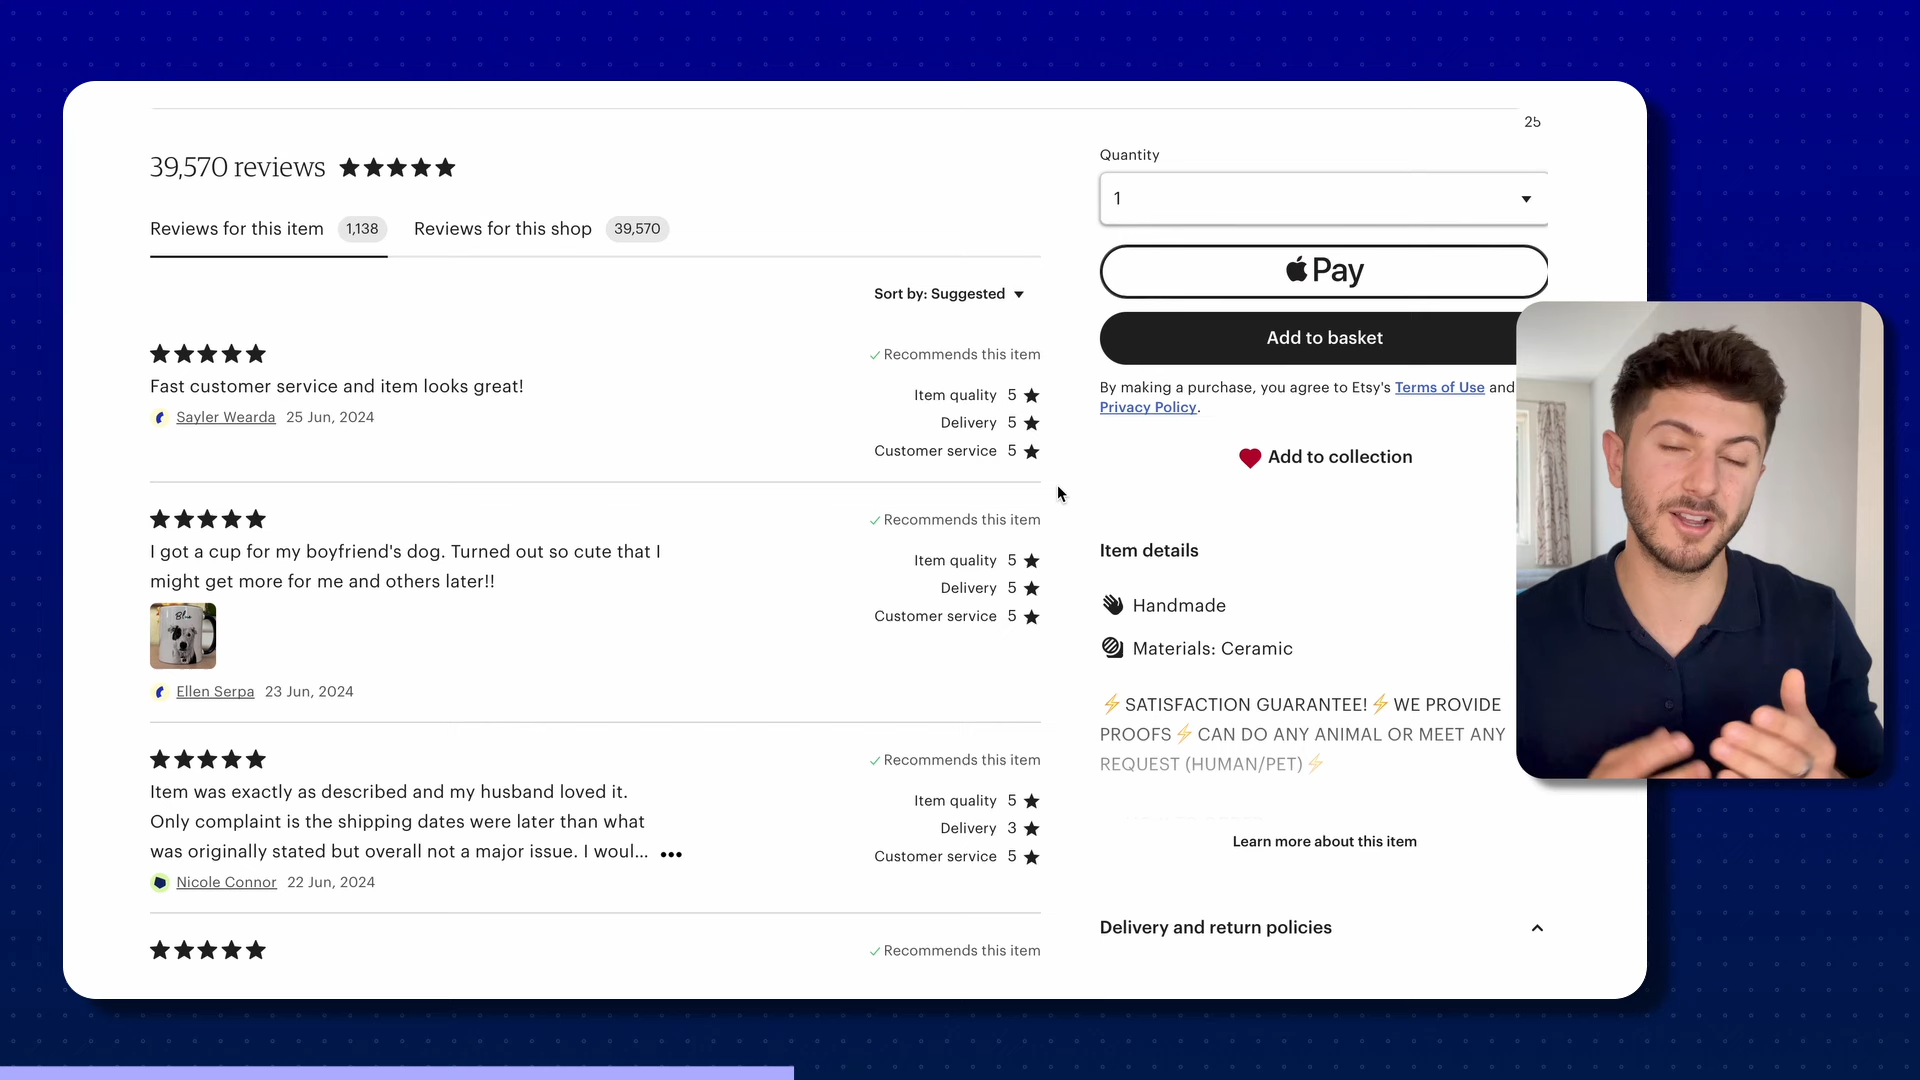 25
39,570 reviews
Reviews for this item 1,138 Reviews for this shop 39,570
Sort by: Suggested
Recommends this item
Fast customer service and item looks great!
Sayler Wearda 25 Jun, 2024
Item quality 5
Delivery 5
Customer service 5
Recommends this item
I got a cup for my boyfriend's dog. Turned out so cute that I
might get more for me and others later!!
Blue
Ellen Serpa 23 Jun, 2024
Item quality 5
Delivery 5
Customer service 5
Recommends this item
Item was exactly as described and my husband loved it.
Only complaint is the shipping dates were later than what
was originally stated but overall not a major issue. I woul... •••
Nicole Connor 22 Jun, 2024
Item quality 5
Delivery 3
Customer service 5
Recommends this item
Quantity
1
Pay
Add to basket
By making a purchase, you agree to Etsy's Terms of Use and
Privacy Policy.
Add to collection
Item details
Handmade
Materials: Ceramic
⚡SATISFACTION GUARANTEE!⚡WE PROVIDE
PROOFS⚡CAN DO ANY ANIMAL OR MEET ANY
REQUEST (HUMAN/PET)⚡
Learn more about this item
Delivery and return policies